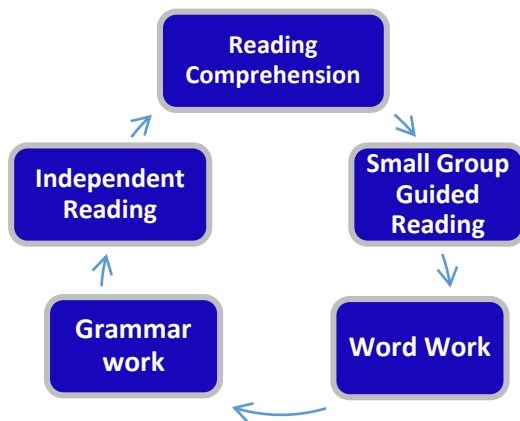 Reading
Comprehension
Small Group
Guided
Reading
Word Work
Grammar
work
Independent
Reading